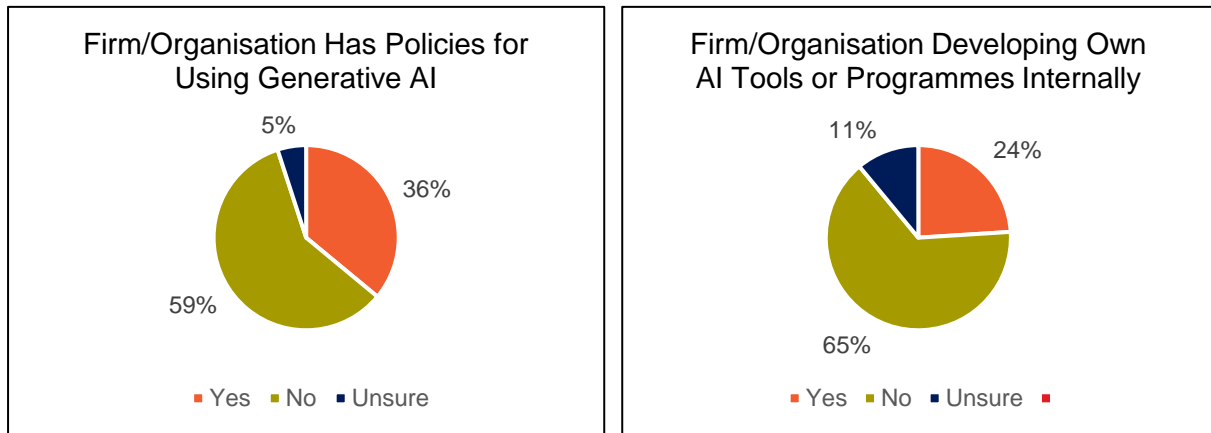 Firm/Organisation Has Policies for
Using Generative AI
5%
36%
59%
Yes No Unsure
Firm/Organisation Developing Own
AI Tools or Programmes Internally
11%
24%
65%
Yes No Unsure